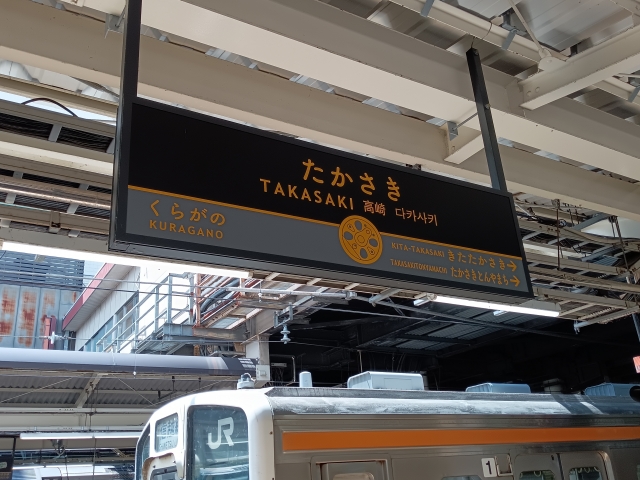 たかさき
TAKASAKI 高崎 다카사키
くらがの
KURAGANO
KITA-TAKASAKI きたたかさき→
TAKASAKITONYAMACHI たかさきとんやまち→
JR
1